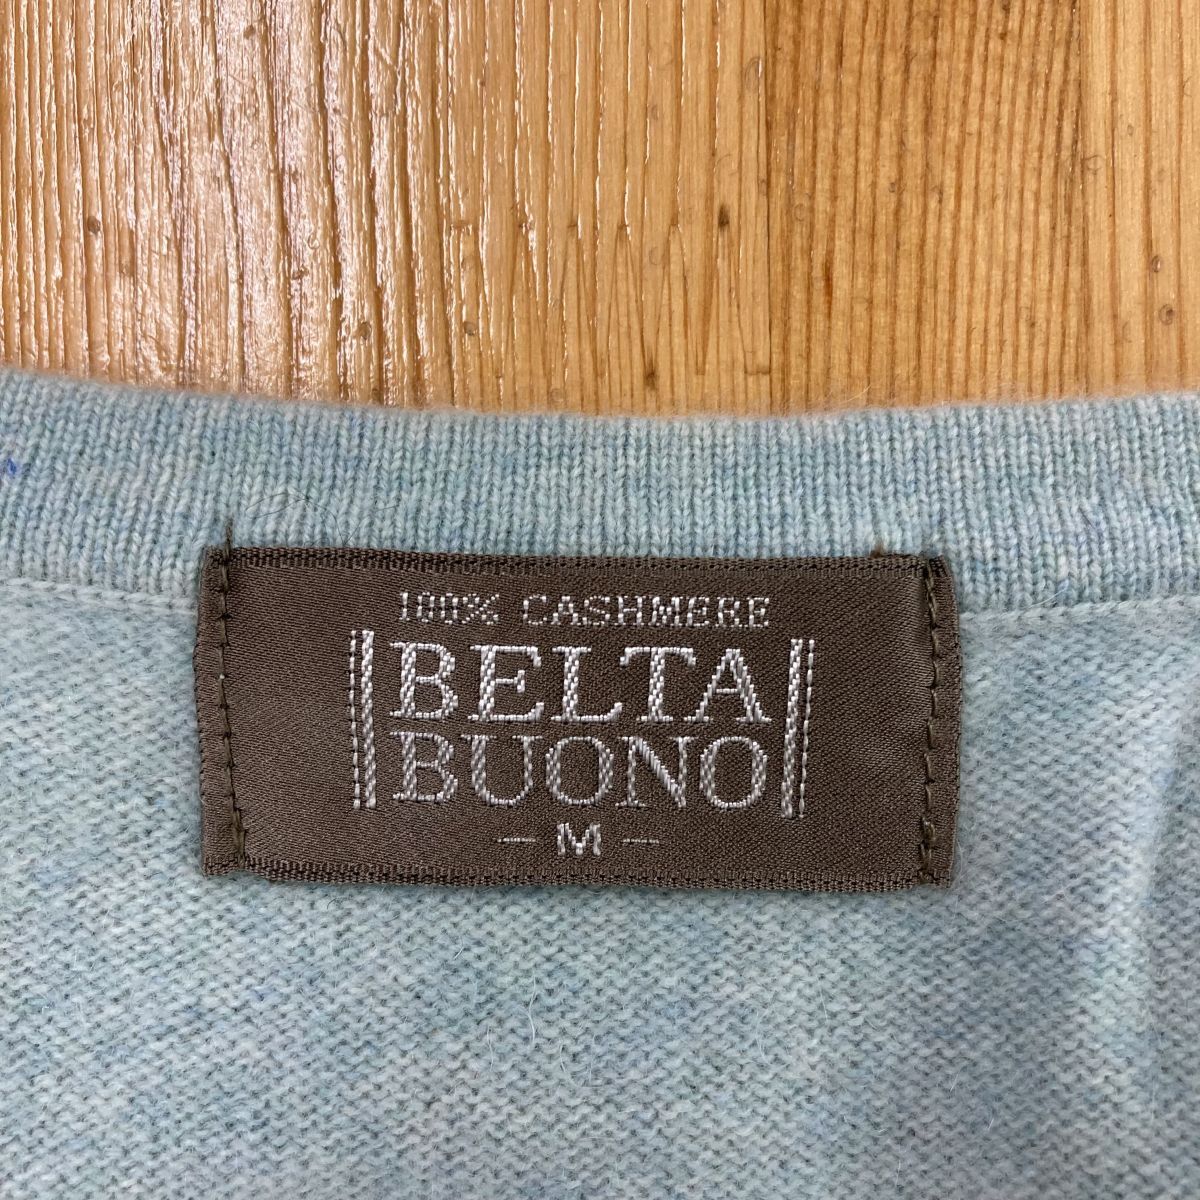 100% CASHMERE
BELTA
BUONO
- M -